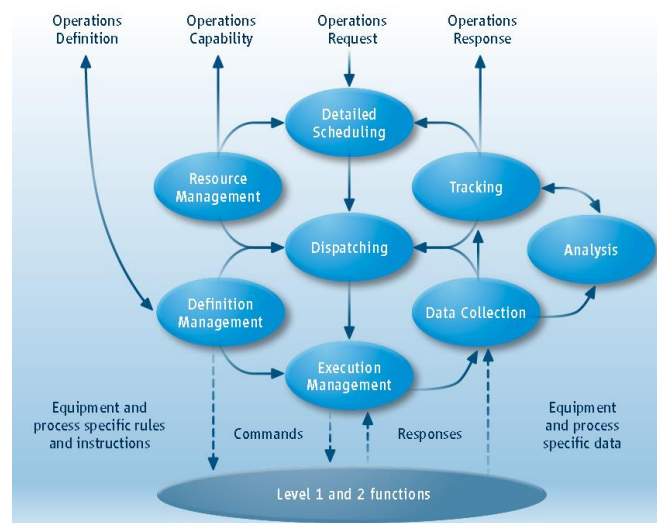 Operations
Definition
Operations
Capability
Operations
Request
Operations
Response
Detailed
Scheduling
Resource
Management
Tracking
Dispatching
Analysis
Definition
Management
Data Collection
Execution
Management
Equipment and
process specific rules
and instructions
Commands
Responses
Equipment
and process
specific data
Level 1 and 2 functions